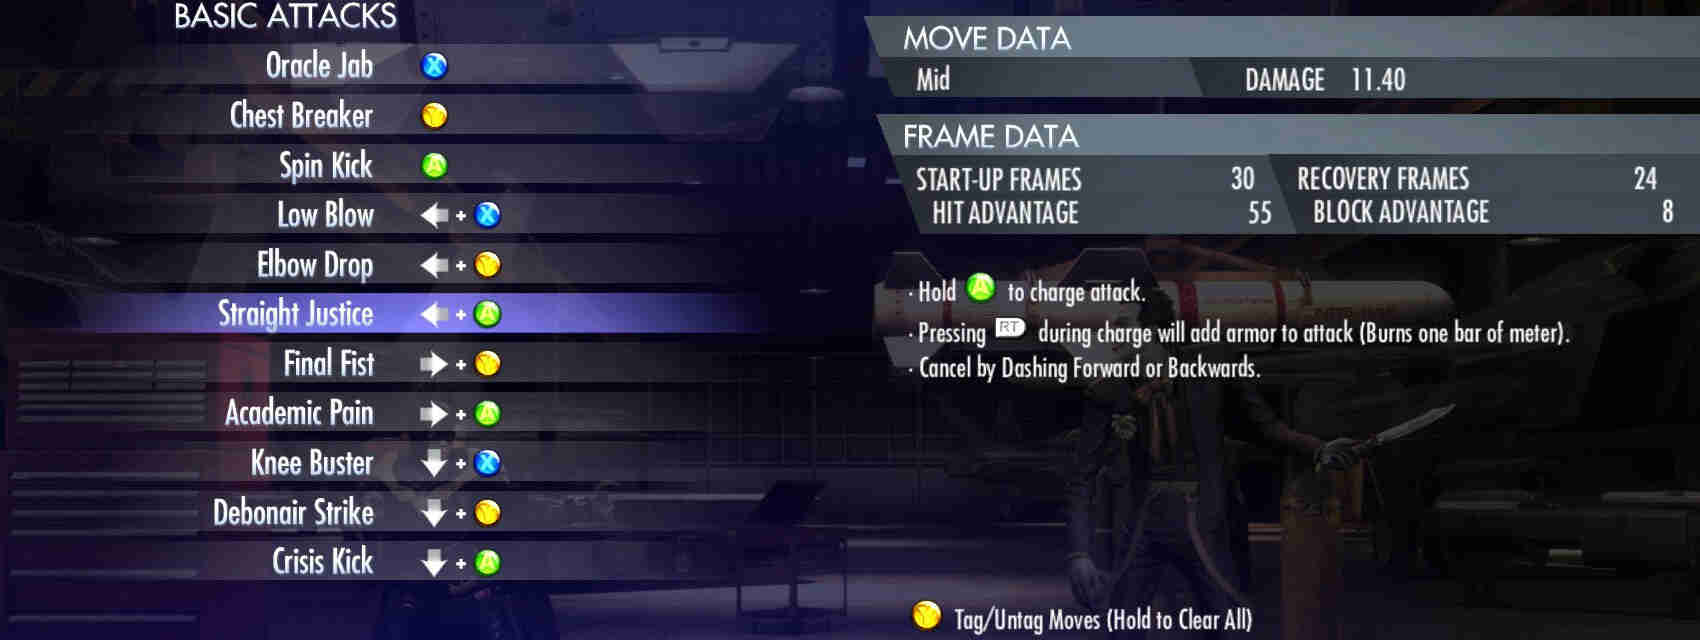 BASIC ATTACKS
Oracle Jab X
Chest Breaker Y
Spin Kick A
Low Blow ← + X
Elbow Drop ← + Y
Straight Justice ← + A
Final Fist → + Y
Academic Pain → + A
Knee Buster ↓ + X
Debonair Strike ↓ + Y
Crisis Kick ↓ + A
MOVE DATA
Mid DAMAGE 11.40
FRAME DATA
START-UP FRAMES 30 RECOVERY FRAMES 24
HIT ADVANTAGE 55 BLOCK ADVANTAGE 8
· Hold A to charge attack.
· Pressing RT during charge will add armor to attack (Burns one bar of meter).
· Cancel by Dashing Forward or Backwards.
Y Tag/Untag Moves (Hold to Clear All)